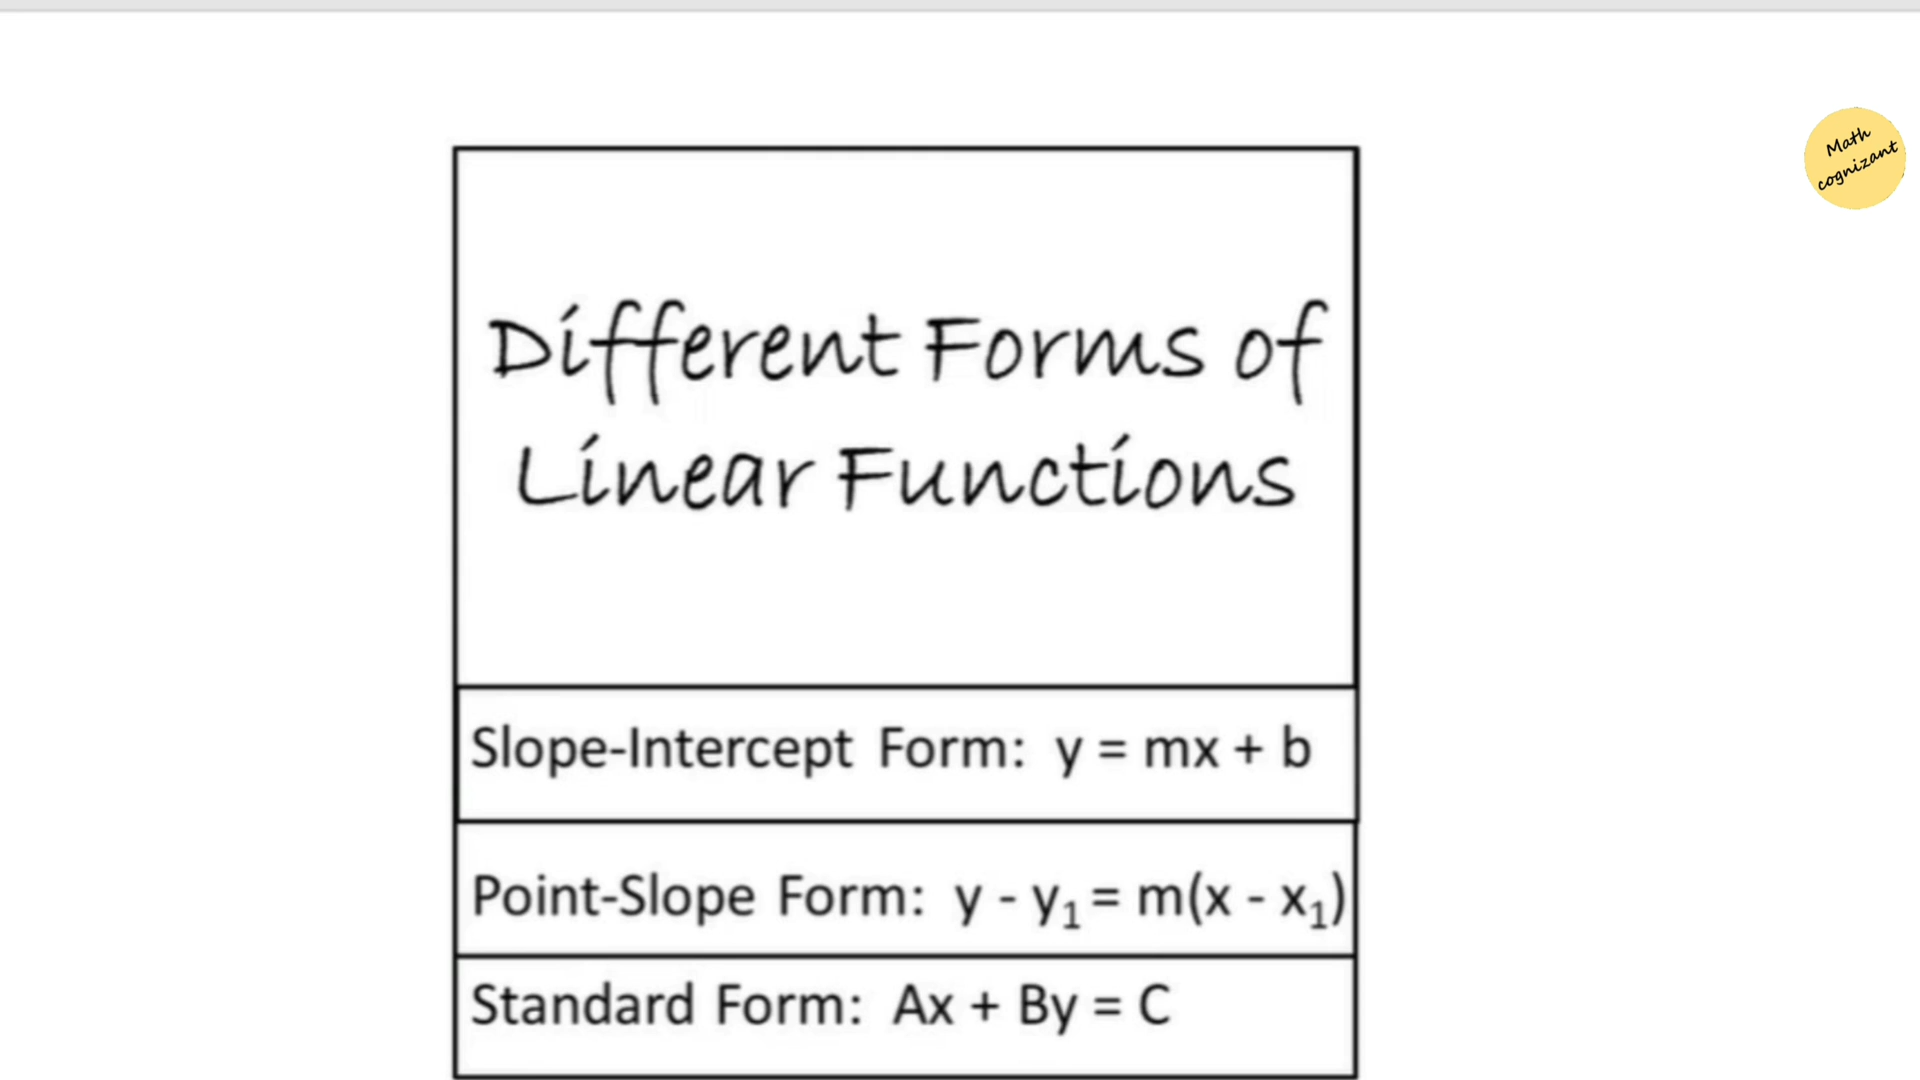 Math
cognizant
Different Forms of
Linear Functions
Slope-Intercept Form: y = mx + b
Point-Slope Form: y - y₁ = m(x - x₁)
Standard Form: Ax + By = C